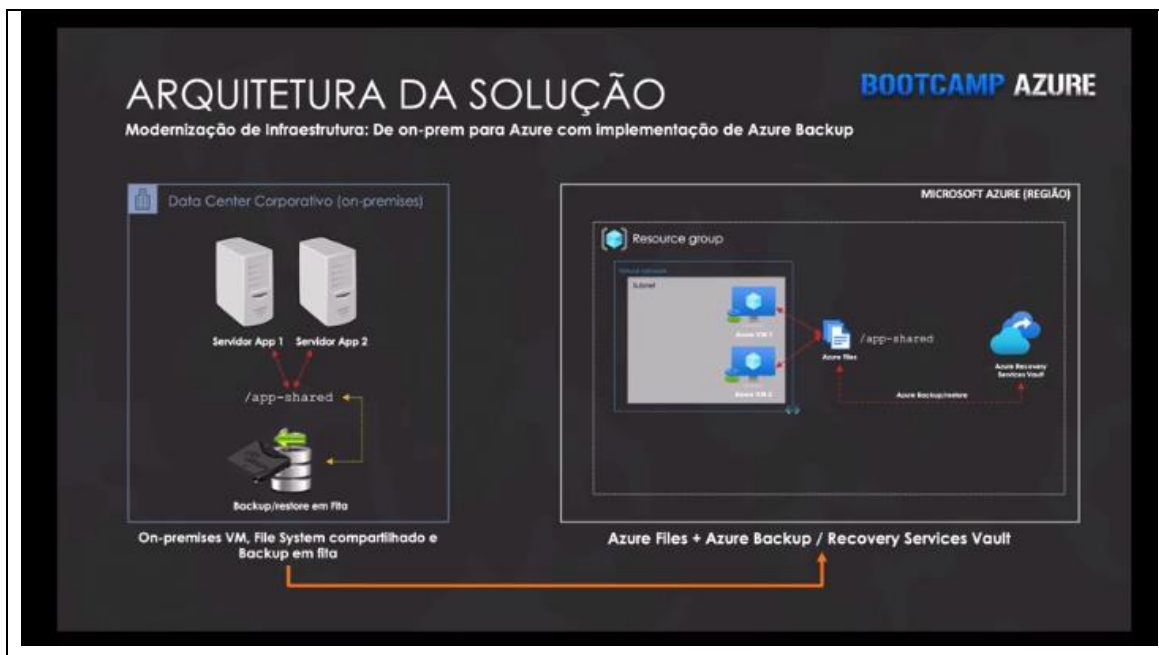 ARQUITETURA DA SOLUÇÃO
BOOTCAMP AZURE
Modernização de Infraestrutura: De on-prem para Azure com implementação de Azure Backup
Data Center Corporativo (on-premises)
Servidor App 1
Servidor App 2
/app-shared
Backup/restore em Fita
On-premises VM, File System compartilhado e
Backup em fita
MICROSOFT AZURE (REGIÃO)
Resource group
Virtual network
Subnet
Azure VM 1
Azure VM 2
Azure Files
/app-shared
Azure Recovery
Services Vault
Azure Backup/restore
Azure Files + Azure Backup / Recovery Services Vault